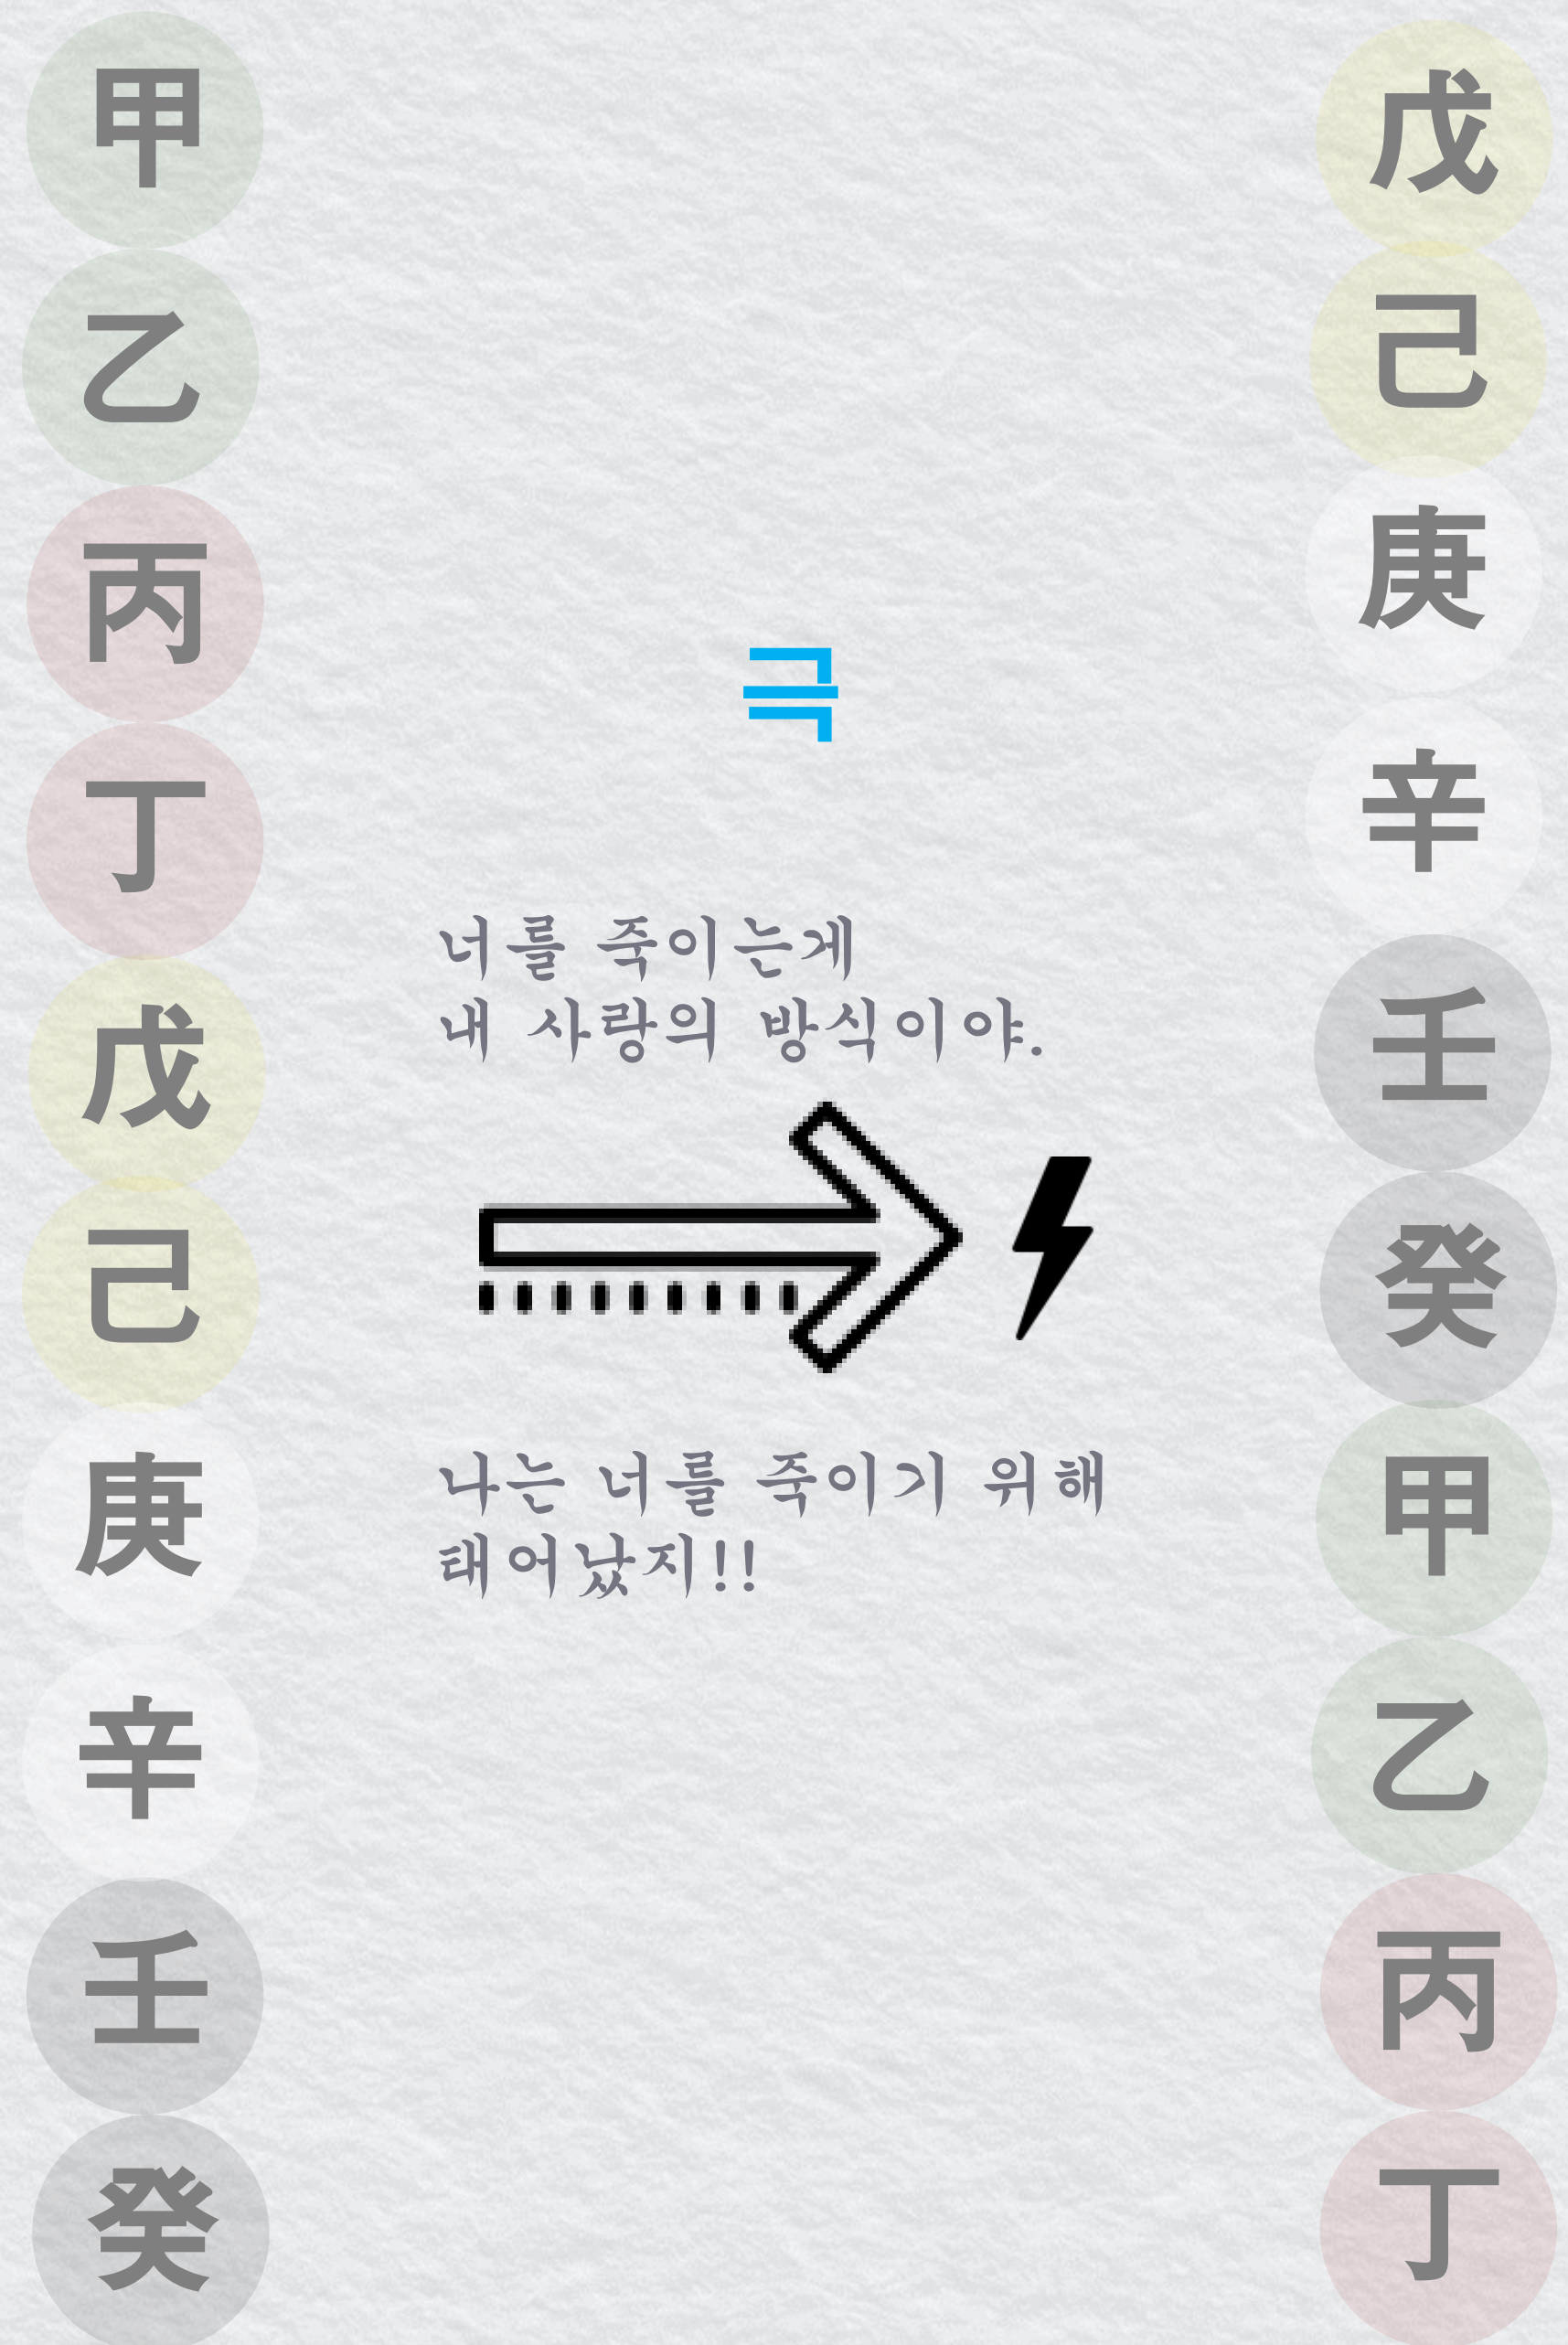 甲
乙
丙
丁
戊
己
庚
辛
壬
癸
극
너를 죽이는게
내 사랑의 방식이야.
나는 너를 죽이기 위해
태어났지!!
戊
己
庚
辛
壬
癸
甲
乙
丙
丁